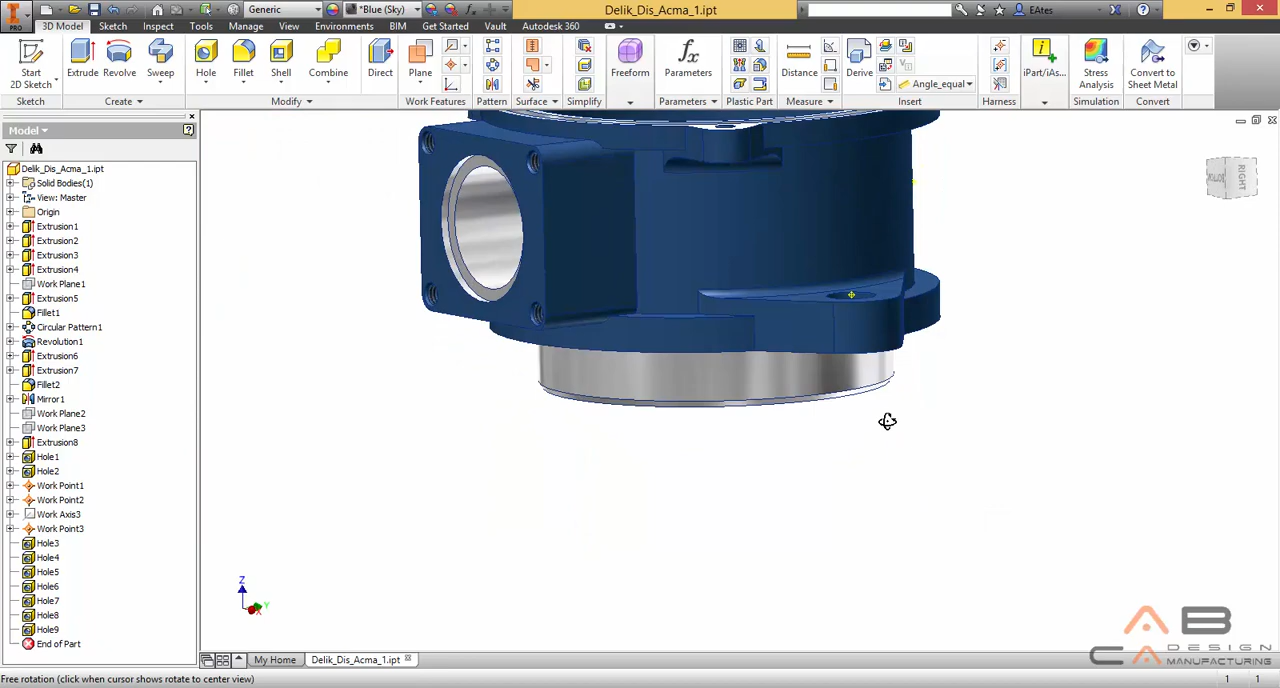 PRO
Generic
*Blue (Sky)
Delik_Dis_Acma_1.ipt
EAtes
3D Model Sketch Inspect Tools Manage View Environments BIM Get Started Vault Autodesk 360
Start
2D Sketch
Extrude Revolve Sweep
Hole Fillet Shell Combine
Direct
Plane
Freeform
Parameters
Distance
Derive
Angle_equal
iPart/iAs...
Stress
Analysis
Convert to
Sheet Metal
Sketch Create Modify Work Features Pattern Surface Simplify Parameters Plastic Part Measure Insert Harness Simulation Convert
Model
Delik_Dis_Acma_1.ipt
Solid Bodies(1)
View: Master
Origin
Extrusion1
Extrusion2
Extrusion3
Extrusion4
Work Plane1
Extrusion5
Fillet1
Circular Pattern1
Revolution1
Extrusion6
Extrusion7
Fillet2
Mirror1
Work Plane2
Work Plane3
Extrusion8
Hole1
Hole2
Work Point1
Work Point2
Work Axis3
Work Point3
Hole3
Hole4
Hole5
Hole6
Hole7
Hole8
Hole9
End of Part
RIGHT
Z
Y
X
AB
CA DESIGN
MANUFACTURING
My Home
Delik_Dis_Acma_1.ipt
Free rotation (click when cursor shows rotate to center view)
1 1